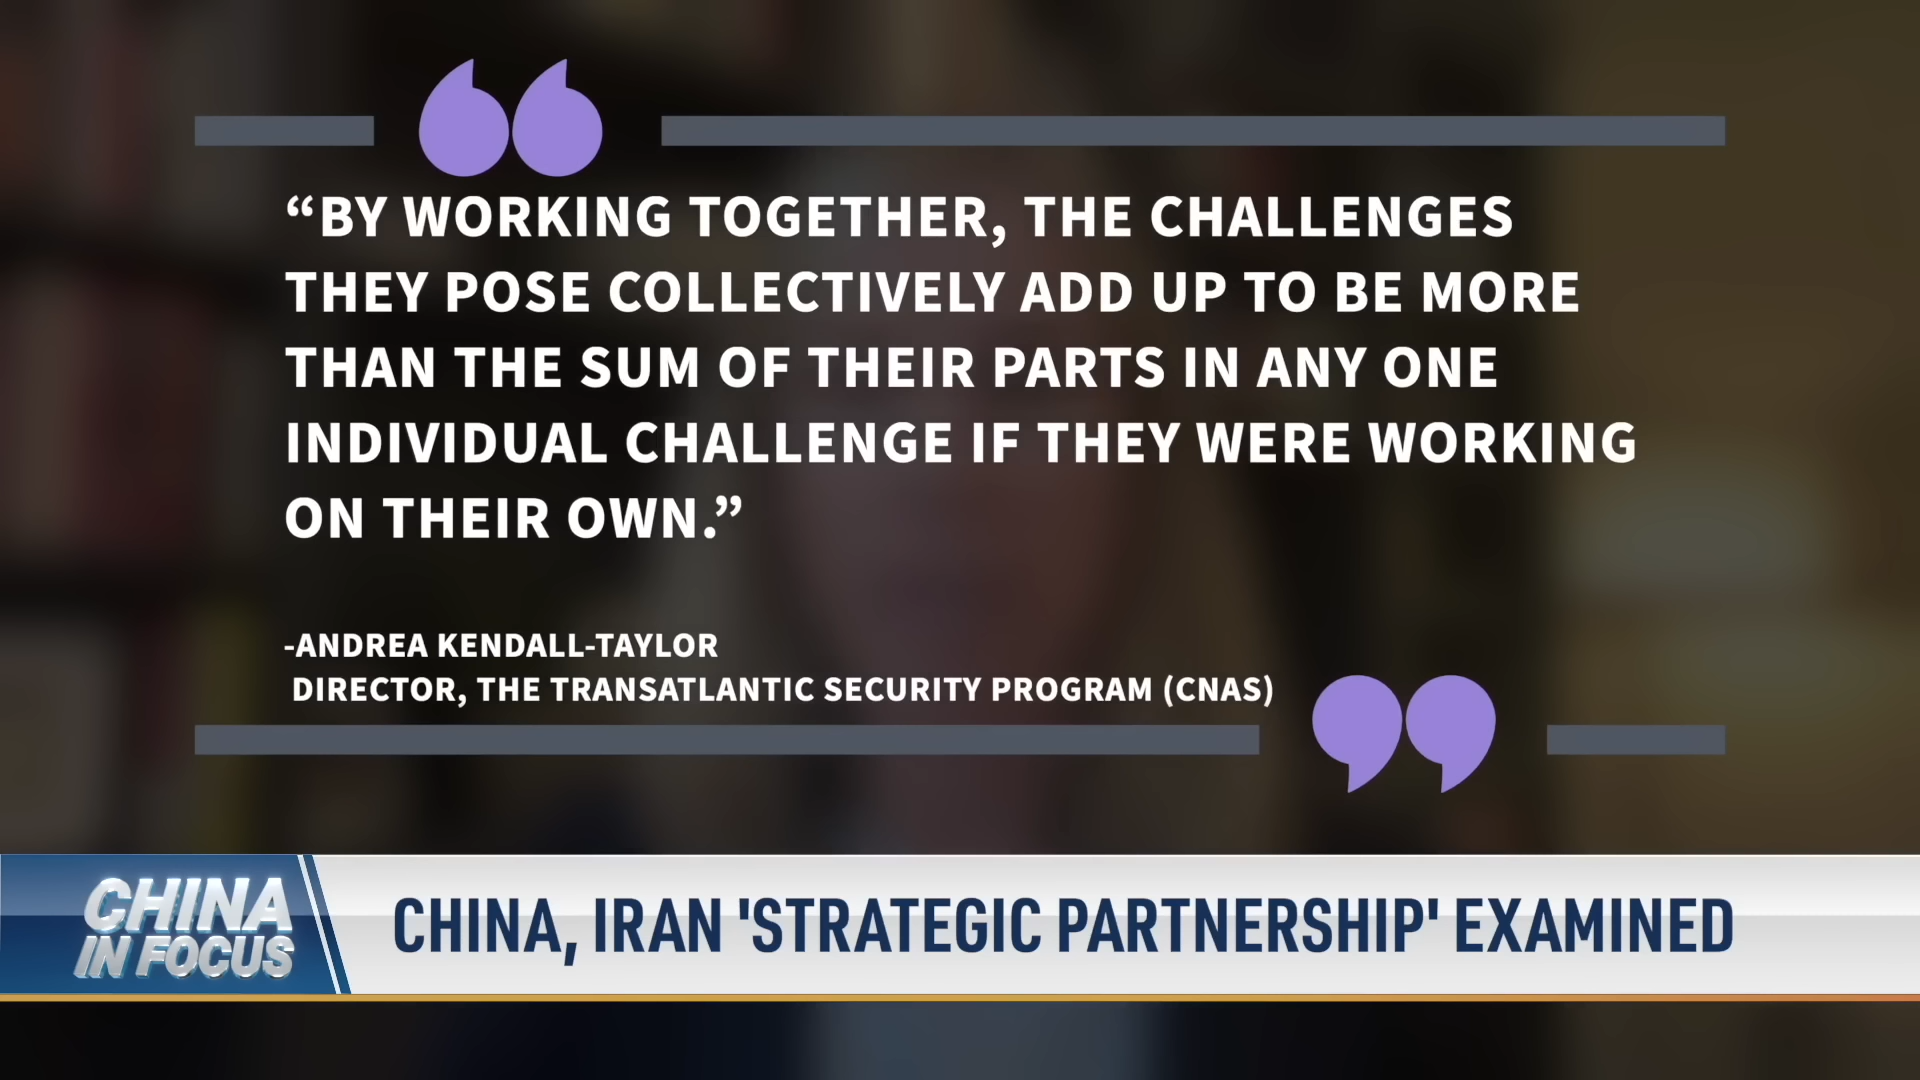 “BY WORKING TOGETHER, THE CHALLENGES
THEY POSE COLLECTIVELY ADD UP TO BE MORE
THAN THE SUM OF THEIR PARTS IN ANY ONE
INDIVIDUAL CHALLENGE IF THEY WERE WORKING
ON THEIR OWN.”
-ANDREA KENDALL-TAYLOR
DIRECTOR, THE TRANSATLANTIC SECURITY PROGRAM (CNAS)
CHINA
IN FOCUS
CHINA, IRAN 'STRATEGIC PARTNERSHIP' EXAMINED